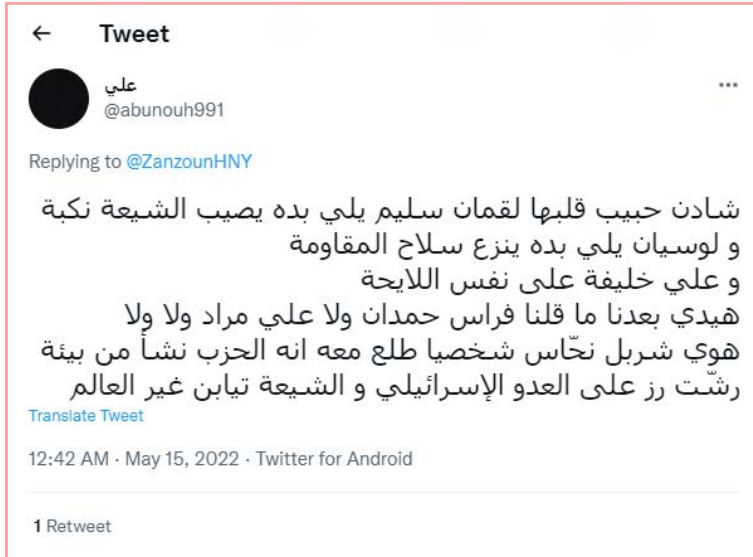 ← Tweet
علي
@abunouh991
Replying to @ZanzounHNY
شادن حبيب قلبها لقمان سليم يلي بده يصيب الشيعة نكبة
و لوسيان يلي بده ينزع سلاح المقاومة
و علي خليفة على نفس اللايحة
هيدي بعدنا ما قلنا فراس حمدان ولا علي مراد ولا ولا
هوي شربل نحّاس شخصيا طلع معه انه الحزب نشأ من بيئة
رشّت رز على العدو الإسرائيلي و الشيعة تيابن غير العالم
Translate Tweet
12:42 AM · May 15, 2022 · Twitter for Android
1 Retweet